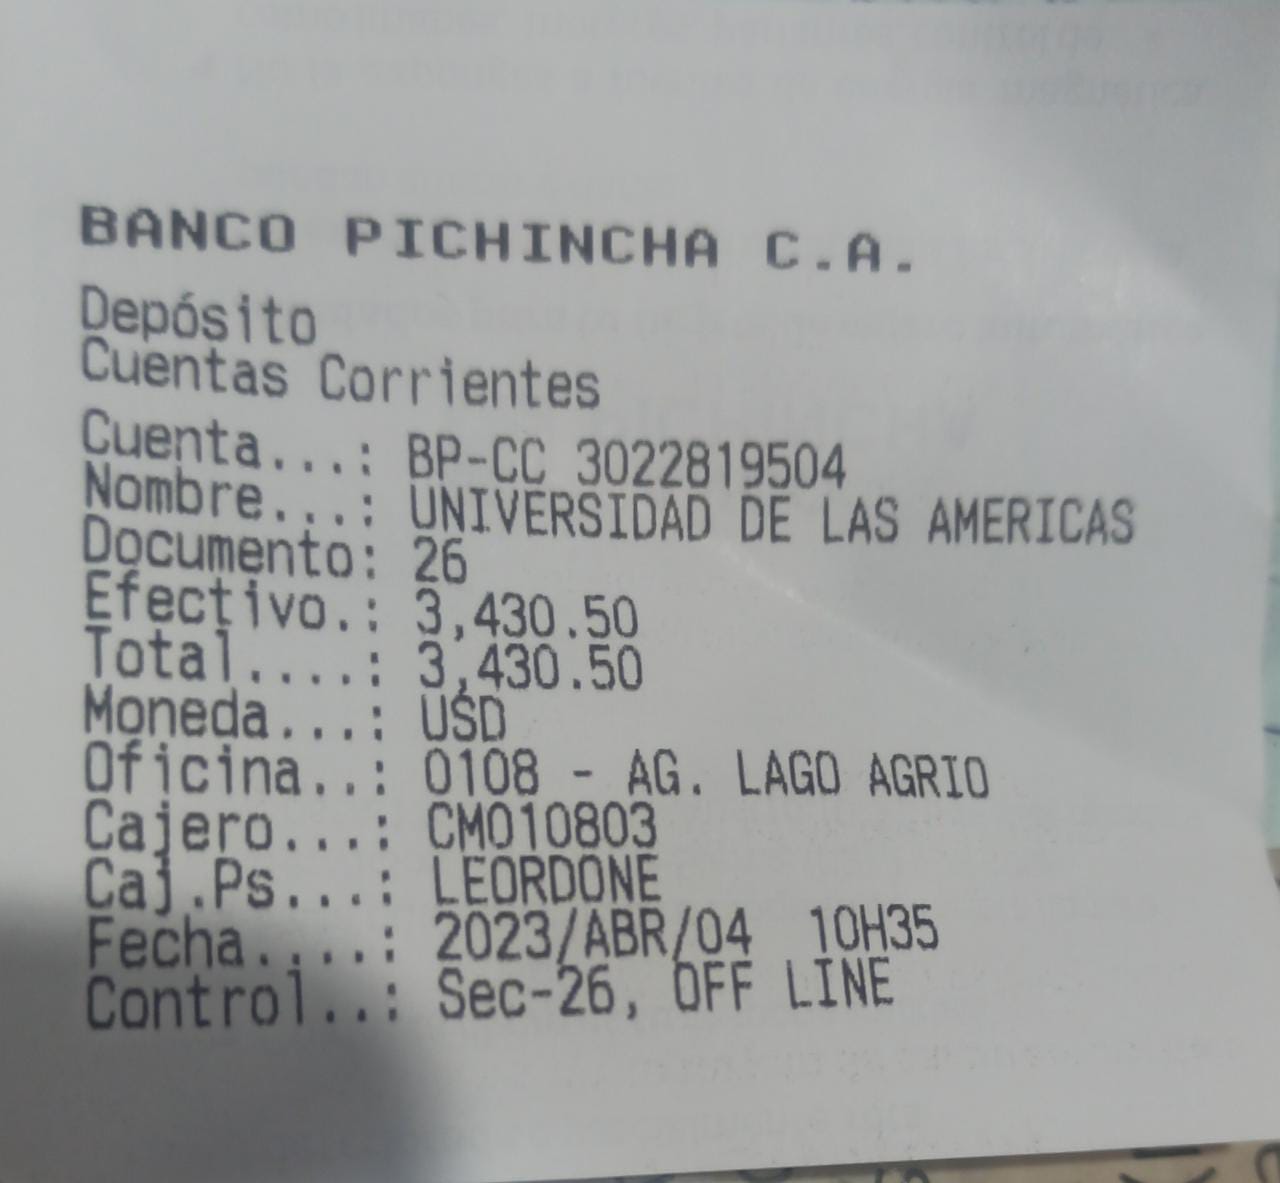 BANCO PICHINCHA C.A.
Depósito
Cuentas Corrientes
Cuenta...: BP-CC 3022819504
Nombre...: UNIVERSIDAD DE LAS AMERICAS
Documento: 26
Efectivo.: 3,430.50
Total....: 3,430.50
Moneda...: USD
Oficina..: 0108 - AG. LAGO AGRIO
Cajero...: CM010803
Caj.Ps...: LEORDONE
Fecha....: 2023/ABR/04 10H35
Control..: Sec-26, OFF LINE